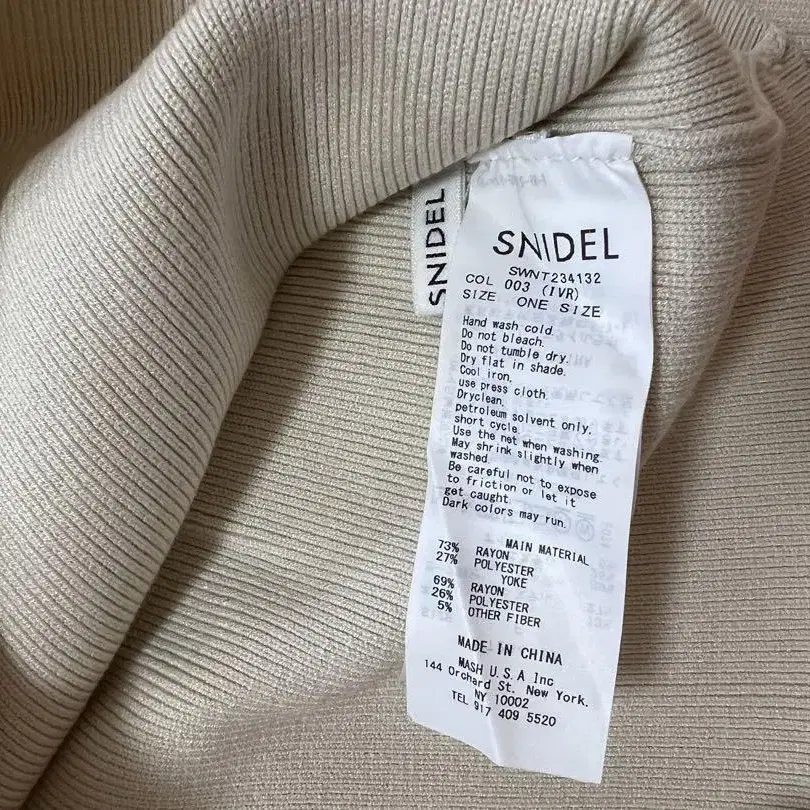 SNIDEL
SNIDEL
SWNT234132
COL 003 (IVR)
SIZE ONE SIZE
Hand wash cold.
Do not bleach.
Do not tumble dry.
Dry flat in shade.
Cool iron.
use press cloth.
Dryclean.
petroleum solvent only.
short cycle.
Use the net when washing.
May shrink slightly when
washed
Be careful not to expose
to friction or let it
get caught.
Dark colors may run.
MAIN MATERIAL
73% RAYON
27% POLYESTER
YOKE
69% RAYON
26% POLYESTER
5% OTHER FIBER
MADE IN CHINA
MASH U.S.A Inc
144 Orchard St. New York.
NY 10002
TEL 917 409 5520